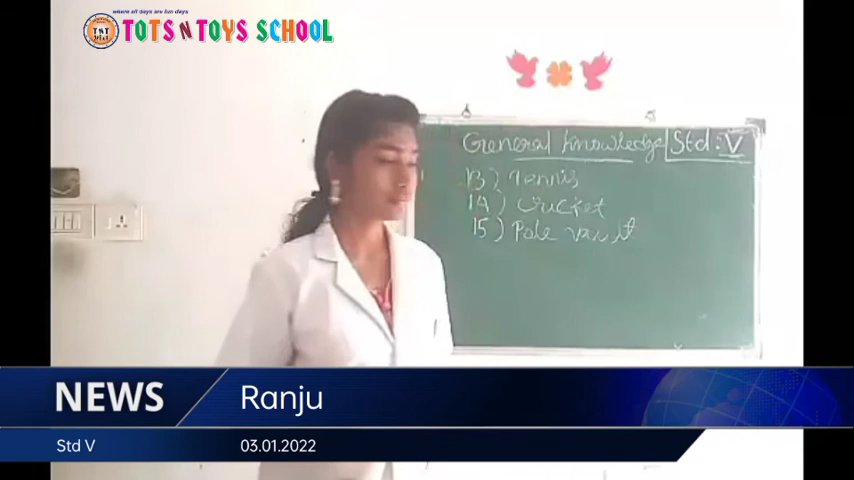 where all days are fun days
TOTS N TOYS SCHOOL
TNT
General Knowledge Std : V
13) Tennis
14) Cricket
15) Pole vault
NEWS Ranju
Std V 03.01.2022